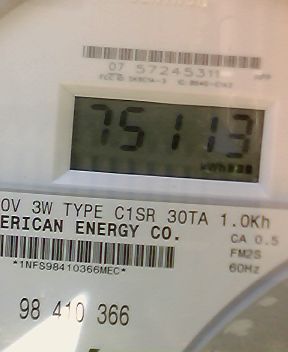 07 57245311
75113
0V 3W TYPE C1SR 30TA 1.0Kh
ERICAN ENERGY CO.
CA 0.5
FM2S
*1NFS98410366MEC*
60Hz
98 410 366